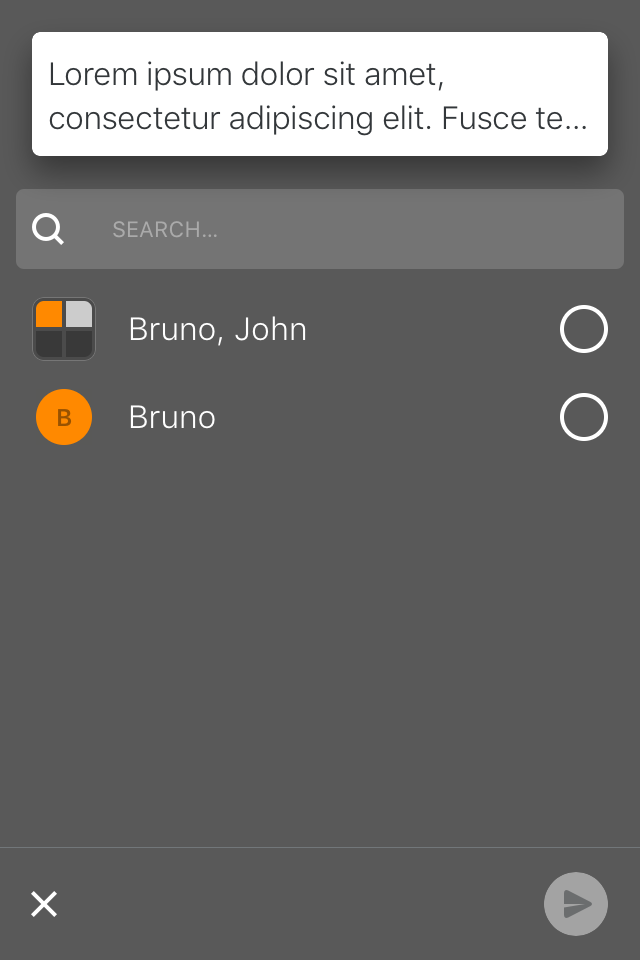 Lorem ipsum dolor sit amet,
consectetur adipiscing elit. Fusce te...
SEARCH...
Bruno, John
B
Bruno